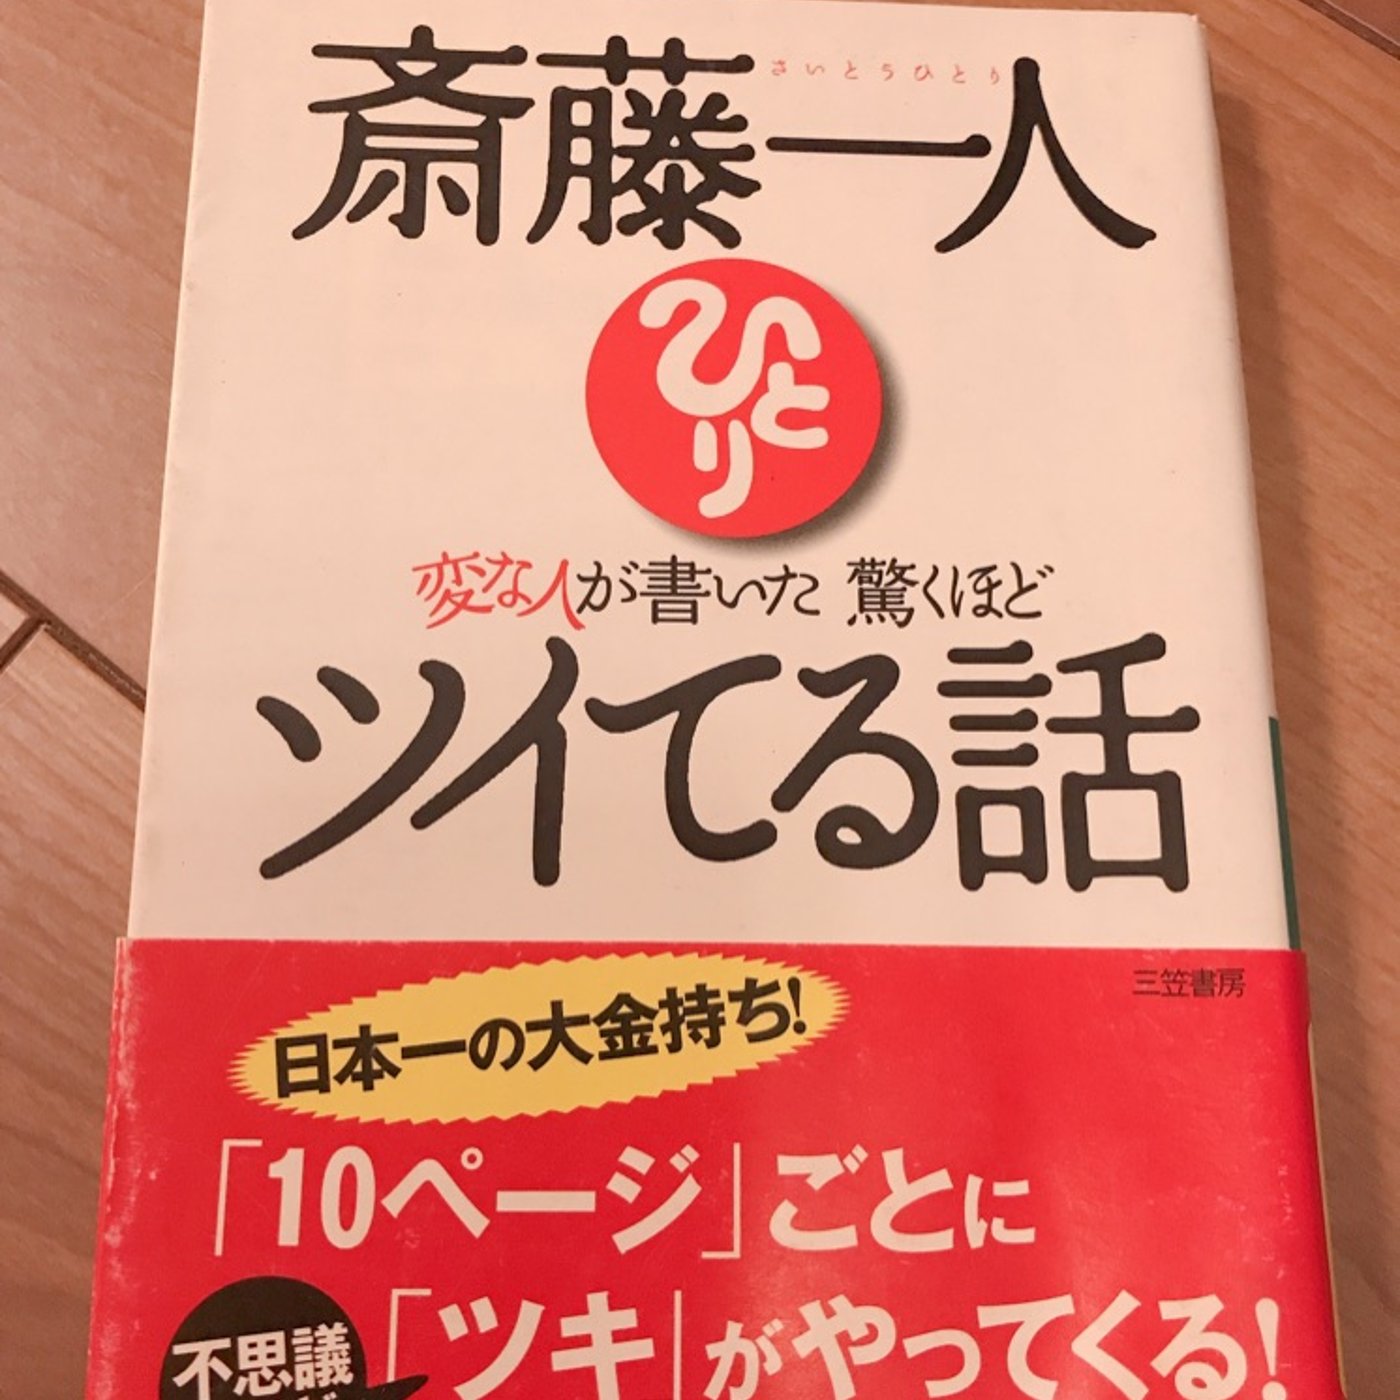 さいとうひとり
斎藤一人
ひとり
変な人が書いた 驚くほど
ツイてる話
三笠書房
日本一の大金持ち!
「10ページ」ごとに
「ツキ」がやってくる!
不思議